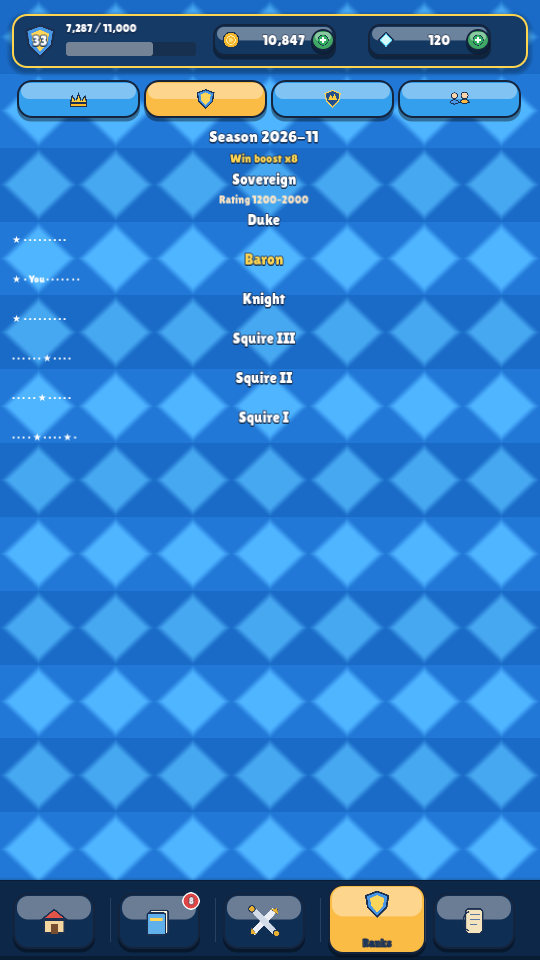 33
7,287 / 11,000
10,847
120
Season 2026-11
Win boost x8
Sovereign
Rating 1200-2000
Duke
★ · · · · · · · · ·
Baron
★ · You · · · · · · ·
Knight
★ · · · · · · · · ·
Squire III
· · · · · · ★ · · · ·
Squire II
· · · · · ★ · · · · ·
Squire I
· · · · ★ · · · · ★ ·
8
Ranks